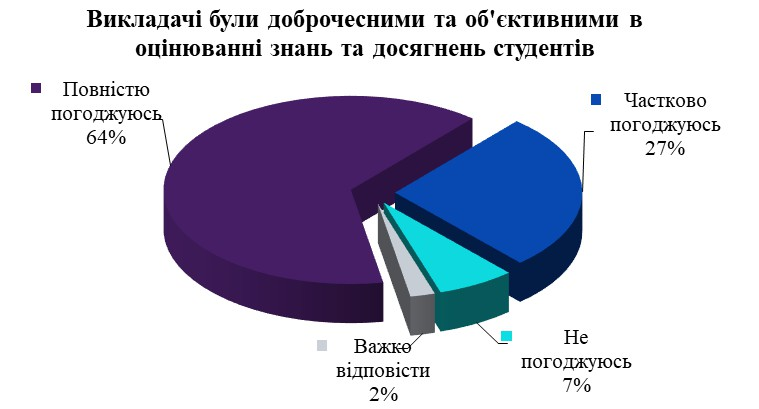 Викладачі були доброчесними та об'єктивними в
оцінюванні знань та досягнень студентів
Повністю
погоджуюсь
64%
Частково
погоджуюсь
27%
Важко
відповісти
2%
Не
погоджуюсь
7%